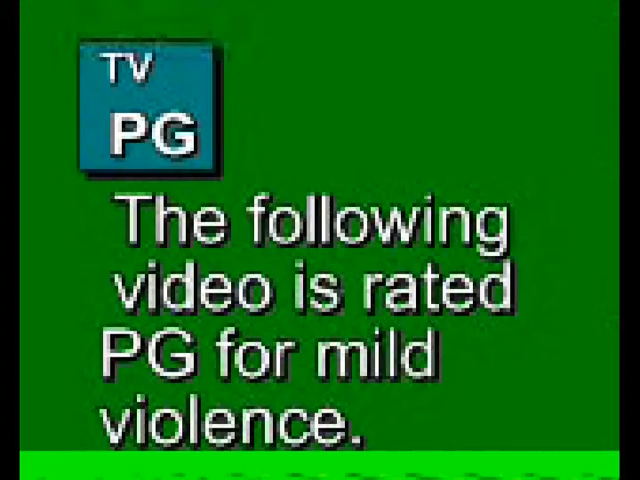 TV
PG
The following
video is rated
PG for mild
violence.